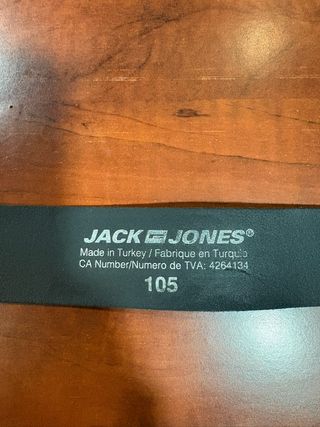 JACK JONES®
Made in Turkey / Fabrique en Turquie
CA Number/Numero de TVA: 4264134
105